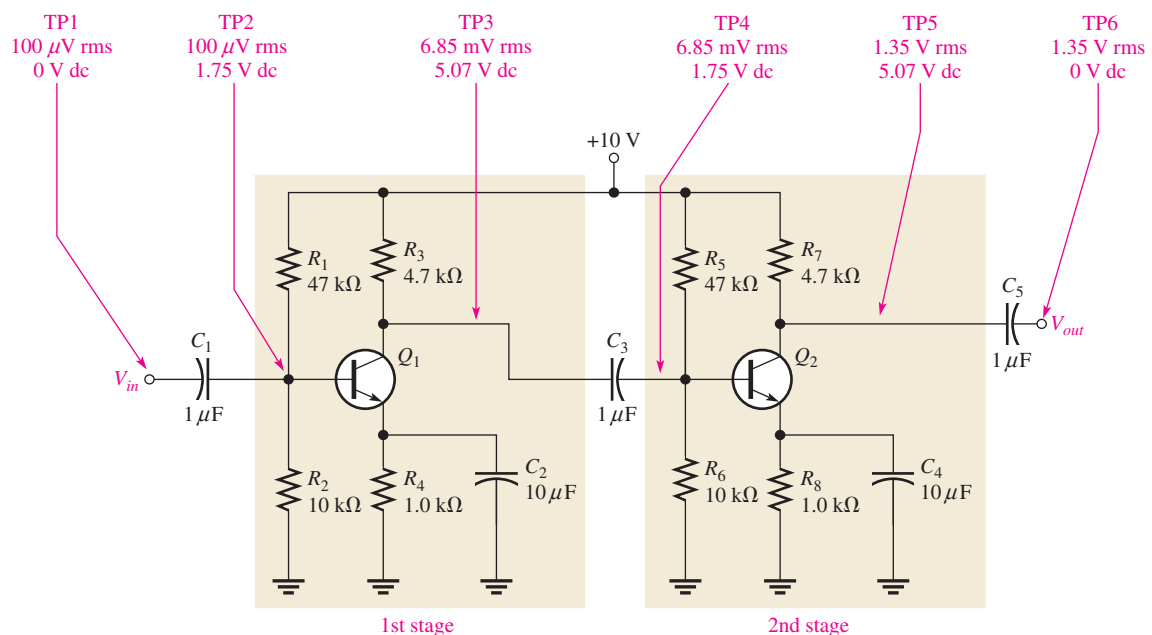 TP1
100 μV rms
0 V dc
TP2
100 μV rms
1.75 V dc
TP3
6.85 mV rms
5.07 V dc
TP4
6.85 mV rms
1.75 V dc
TP5
1.35 V rms
5.07 V dc
TP6
1.35 V rms
0 V dc
+10 V
R1
47 kΩ
R3
4.7 kΩ
R5
47 kΩ
R7
4.7 kΩ
C5
Vout
1 μF
C1
Vin
1 μF
Q1
C3
1 μF
Q2
R2
10 kΩ
R4
1.0 kΩ
C2
10 μF
R6
10 kΩ
R8
1.0 kΩ
C4
10 μF
1st stage
2nd stage